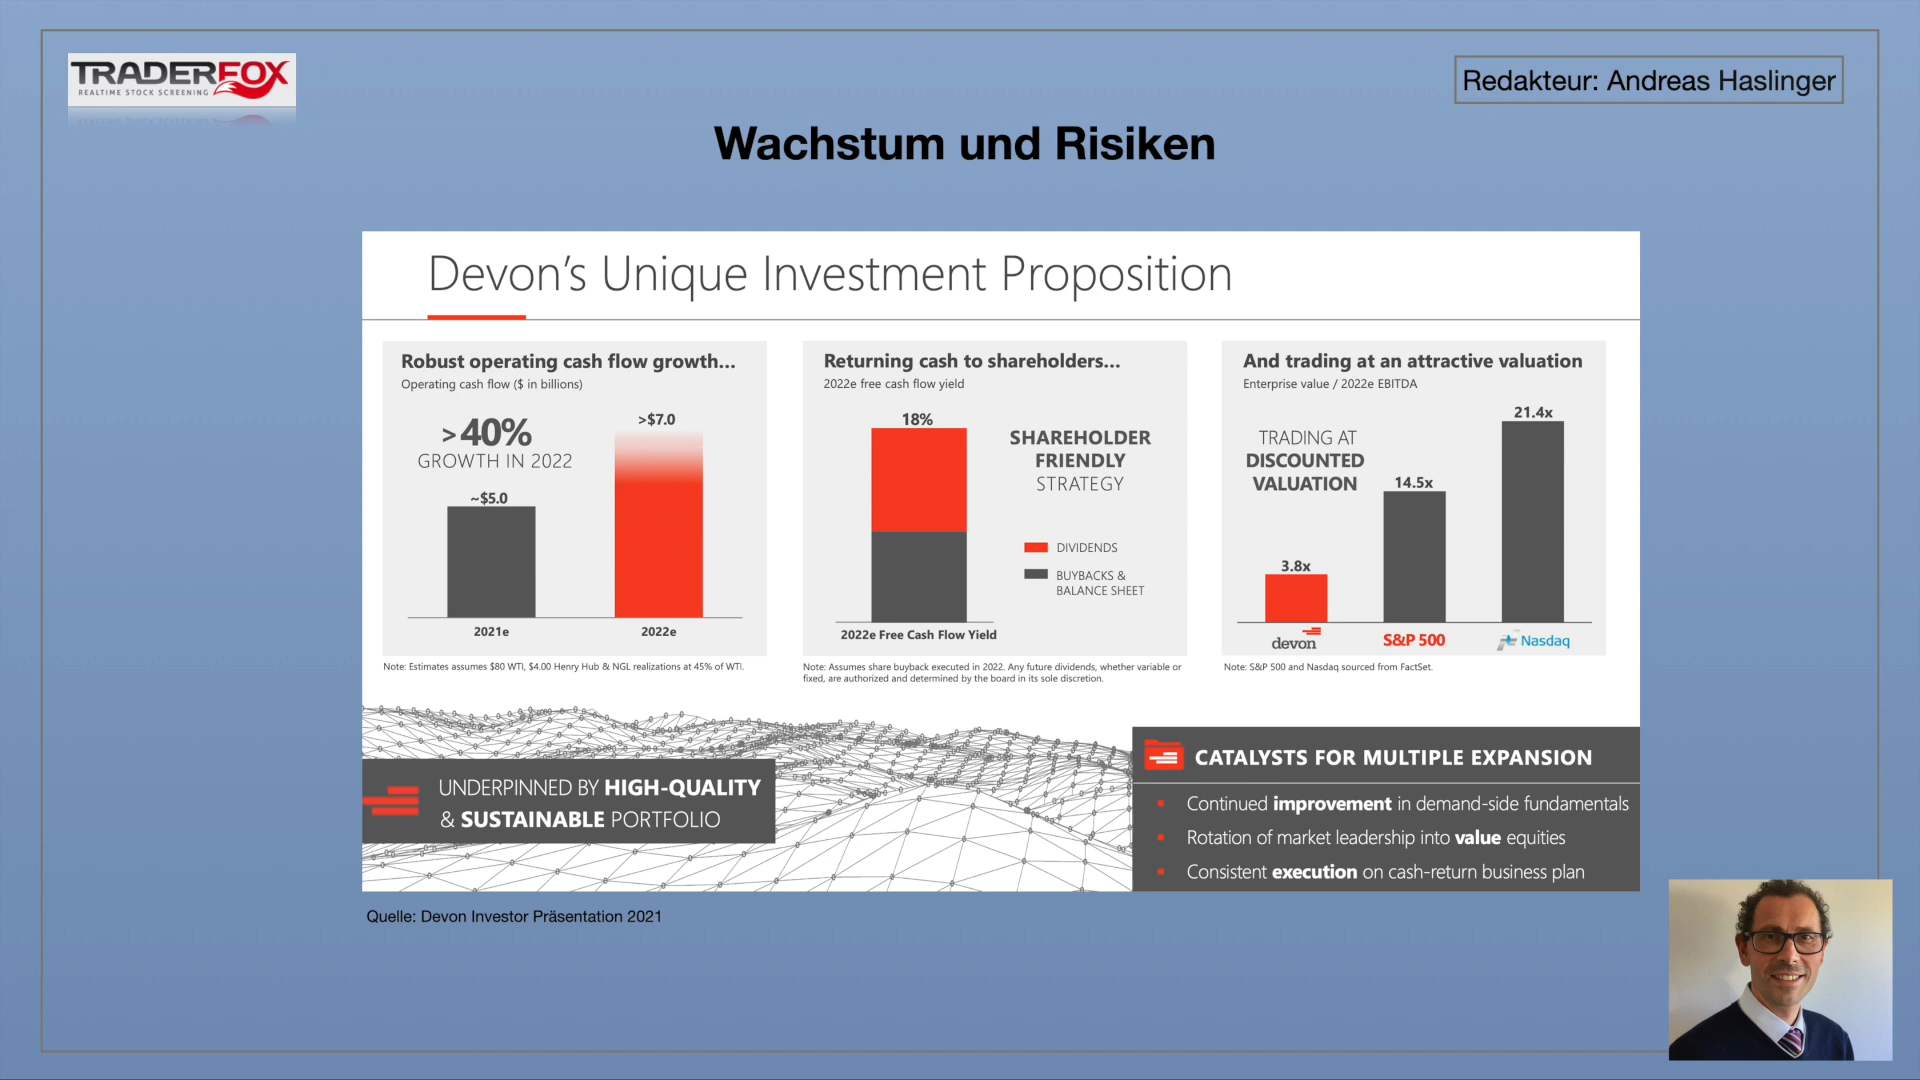 TRADERFOX
REALTIME STOCK SCREENING
Redakteur: Andreas Haslinger
Wachstum und Risiken
Devon's Unique Investment Proposition
Robust operating cash flow growth...
Operating cash flow ($ in billions)
>40%
GROWTH IN 2022
~$5.0
>$7.0
2021e
2022e
Note: Estimates assumes $80 WTI, $4.00 Henry Hub & NGL realizations at 45% of WTI.
Returning cash to shareholders...
2022e free cash flow yield
18%
SHAREHOLDER
FRIENDLY
STRATEGY
DIVIDENDS
BUYBACKS &
BALANCE SHEET
2022e Free Cash Flow Yield
Note: Assumes share buyback executed in 2022. Any future dividends, whether variable or
fixed, are authorized and determined by the board in its sole discretion.
And trading at an attractive valuation
Enterprise value / 2022e EBITDA
TRADING AT
DISCOUNTED
VALUATION
3.8x
14.5x
21.4x
devon
S&P 500
Nasdaq
Note: S&P 500 and Nasdaq sourced from FactSet.
UNDERPINNED BY HIGH-QUALITY
& SUSTAINABLE PORTFOLIO
CATALYSTS FOR MULTIPLE EXPANSION
Continued improvement in demand-side fundamentals
Rotation of market leadership into value equities
Consistent execution on cash-return business plan
Quelle: Devon Investor Präsentation 2021